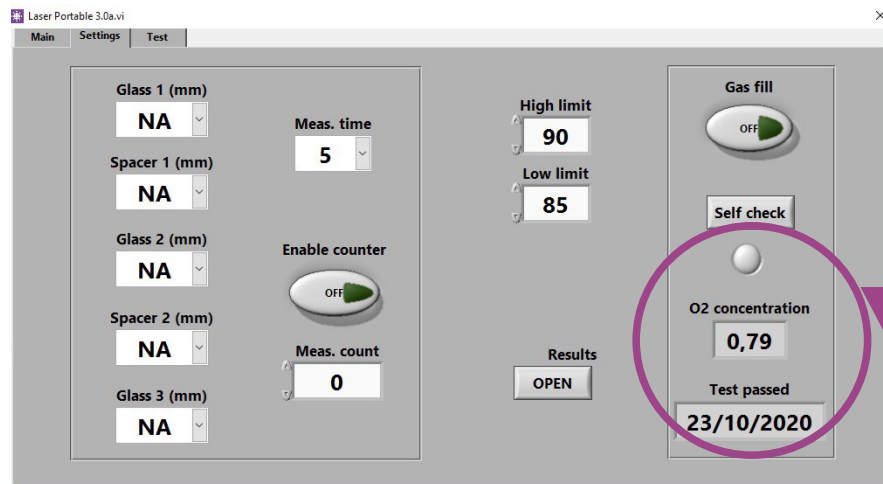 Laser Portable 3.0a.vi
Main Settings Test
Glass 1 (mm)
NA
Spacer 1 (mm)
NA
Glass 2 (mm)
NA
Spacer 2 (mm)
NA
Glass 3 (mm)
NA
Meas. time
5
Enable counter
OFF
Meas. count
0
High limit
90
Low limit
85
Results
OPEN
Gas fill
OFF
Self check
O2 concentration
0,79
Test passed
23/10/2020